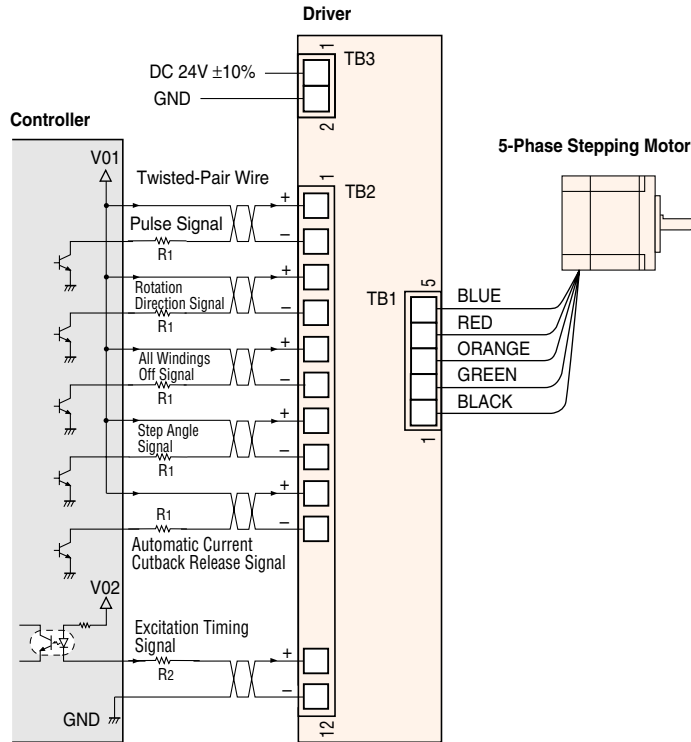 Driver
1
TB3
DC 24V ±10%
GND
2
Controller
5-Phase Stepping Motor
V01
Twisted-Pair Wire
1
TB2
+
Pulse Signal
–
R1
+
Rotation
Direction Signal
–
R1
5
TB1
BLUE
RED
ORANGE
GREEN
BLACK
1
+
All Windings
Off Signal
–
R1
+
Step Angle
Signal
–
R1
+
R1
–
Automatic Current
Cutback Release Signal
V02
Excitation Timing
Signal
+
R2
–
GND
12